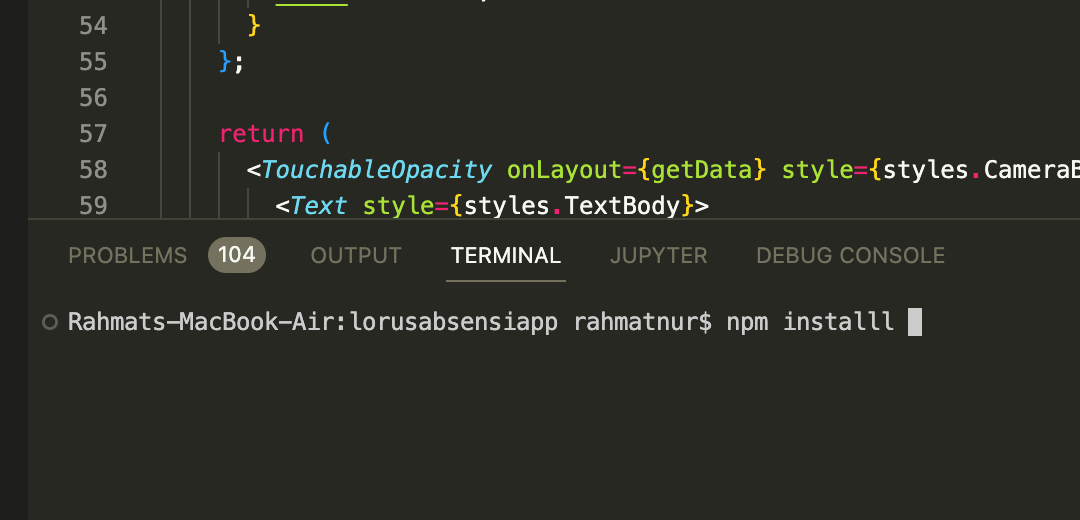 54 }
55 };
56
57 return (
58 <TouchableOpacity onLayout={getData} style={styles.CameraB
59 <Text style={styles.TextBody}>
PROBLEMS 104 OUTPUT TERMINAL JUPYTER DEBUG CONSOLE
Rahmats-MacBook-Air:lorusabsensiapp rahmatnur$ npm installl